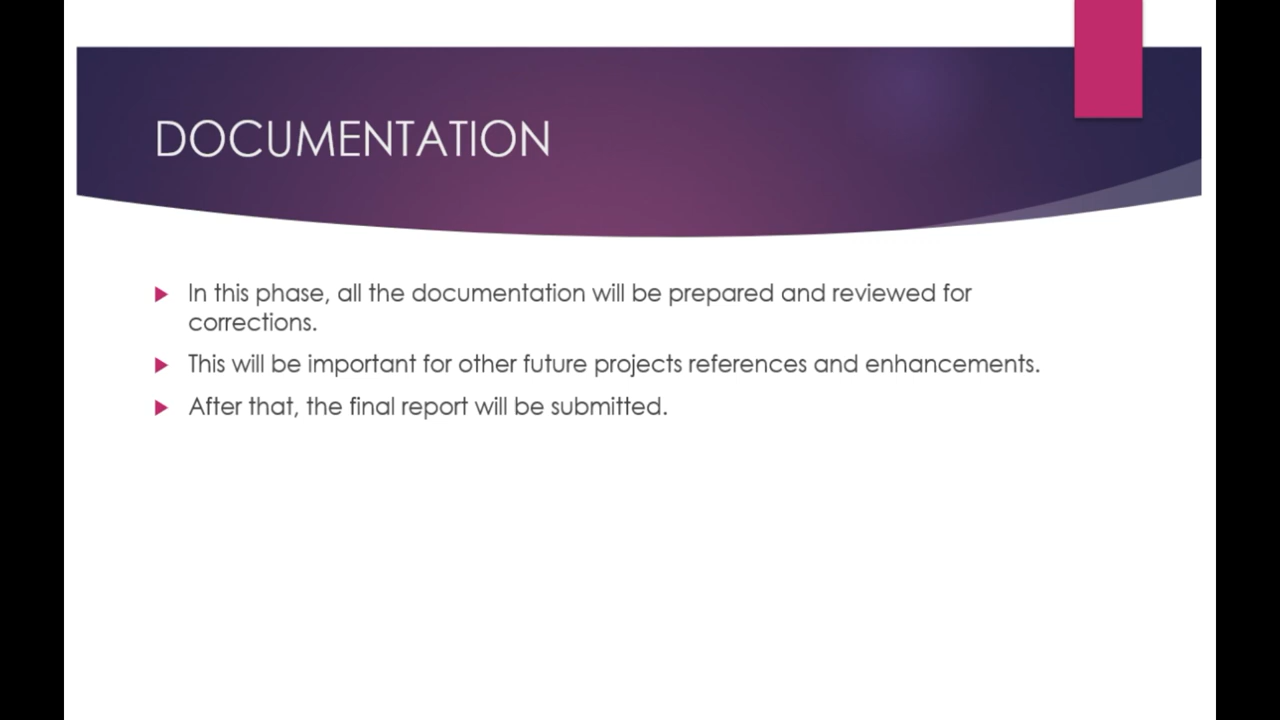 DOCUMENTATION
In this phase, all the documentation will be prepared and reviewed for
corrections.
This will be important for other future projects references and enhancements.
After that, the final report will be submitted.